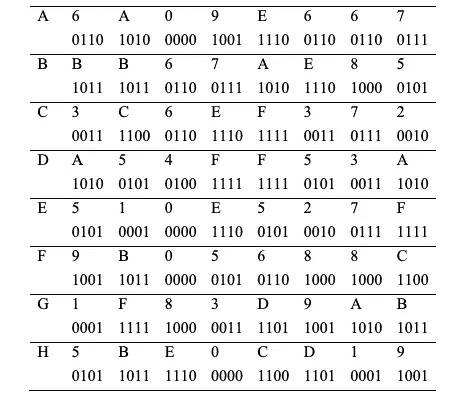 A 6 A 0 9 E 6 6 7
0110 1010 0000 1001 1110 0110 0110 0111
B B B 6 7 A E 8 5
1011 1011 0110 0111 1010 1110 1000 0101
C 3 C 6 E F 3 7 2
0011 1100 0110 1110 1111 0011 0111 0010
D A 5 4 F F 5 3 A
1010 0101 0100 1111 1111 0101 0011 1010
E 5 1 0 E 5 2 7 F
0101 0001 0000 1110 0101 0010 0111 1111
F 9 B 0 5 6 8 8 C
1001 1011 0000 0101 0110 1000 1000 1100
G 1 F 8 3 D 9 A B
0001 1111 1000 0011 1101 1001 1010 1011
H 5 B E 0 C D 1 9
0101 1011 1110 0000 1100 1101 0001 1001